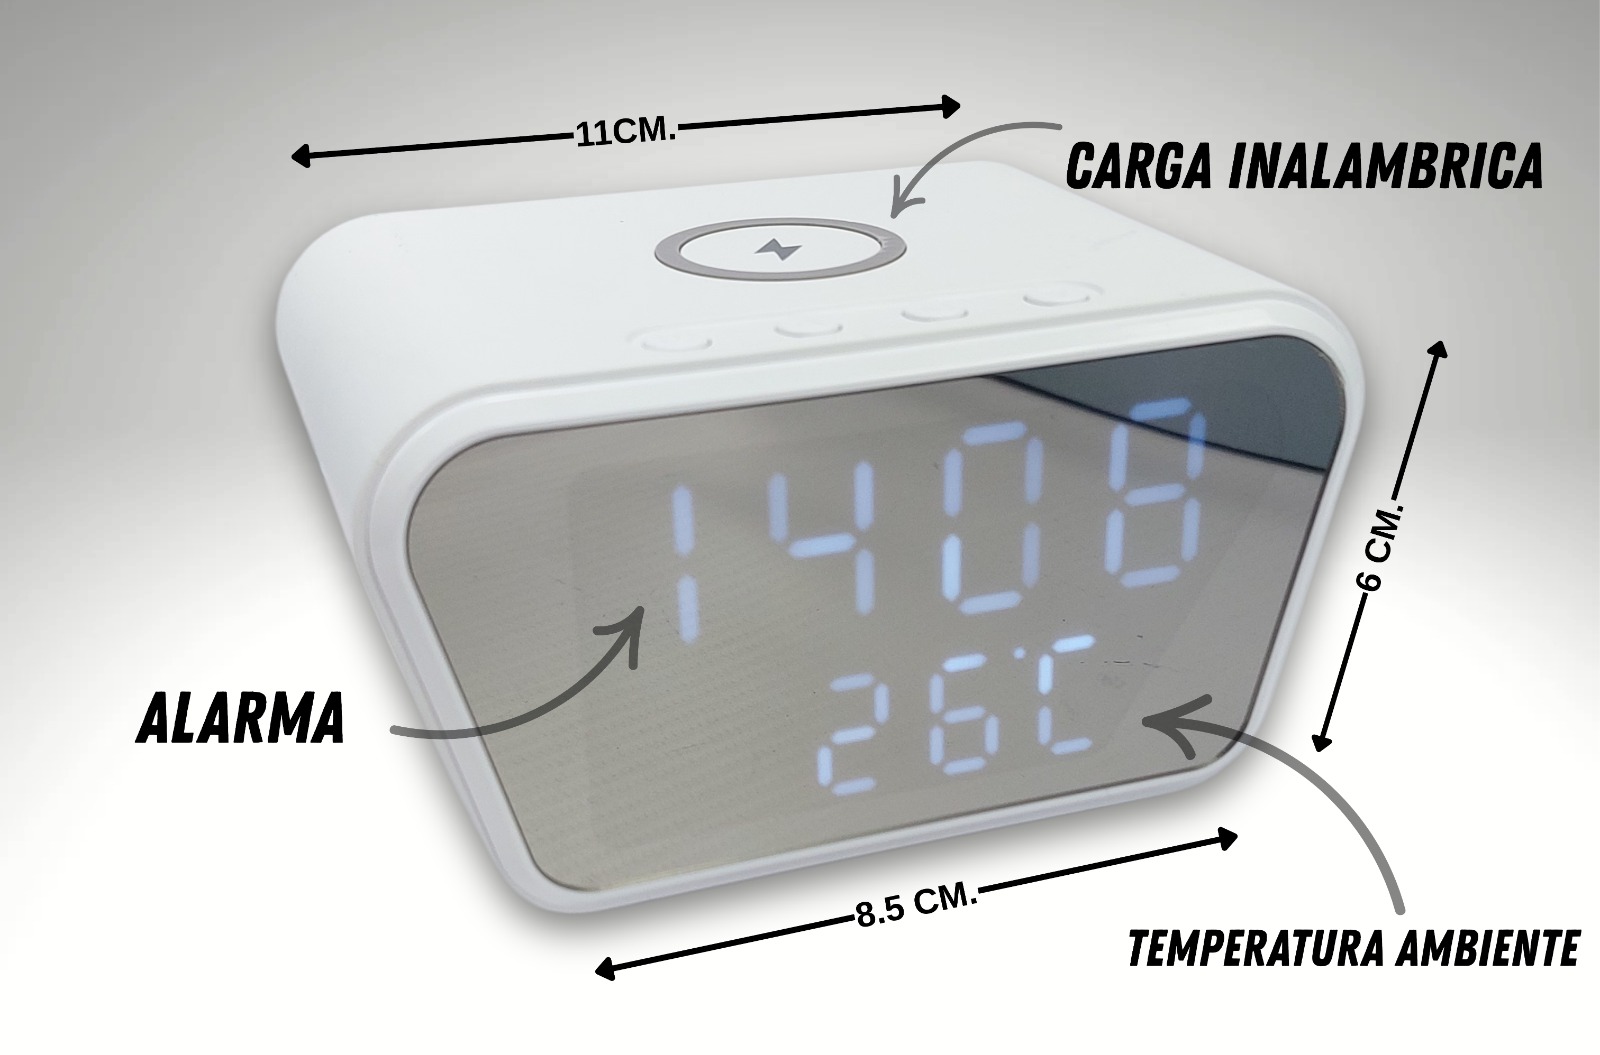 11CM.
CARGA INALAMBRICA
1408
6 CM.
26°C
ALARMA
8.5 CM.
TEMPERATURA AMBIENTE